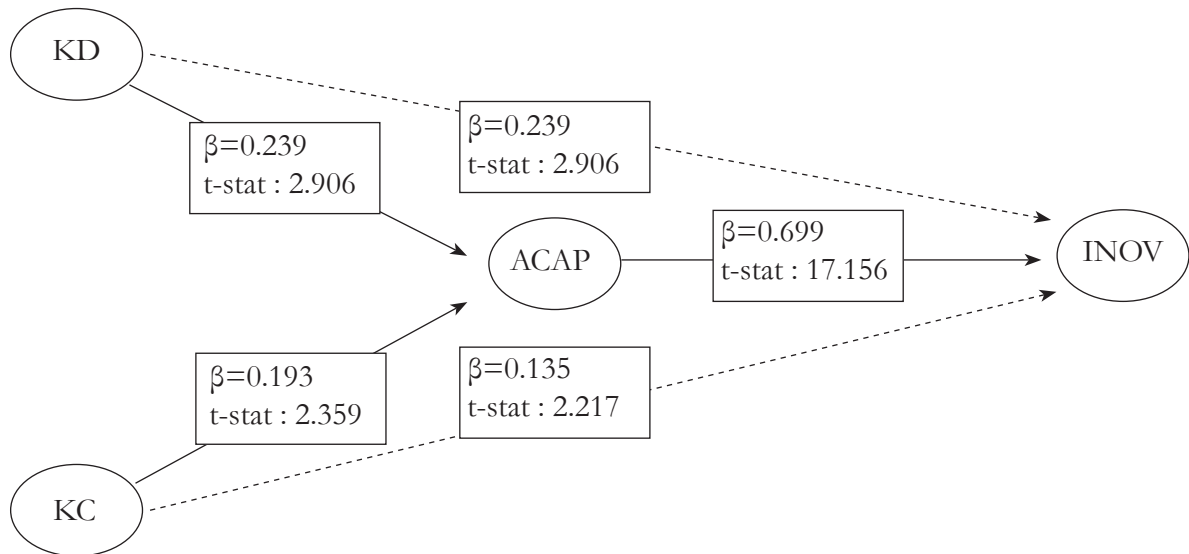 KD
β=0.239
t-stat : 2.906
β=0.239
t-stat : 2.906
ACAP
β=0.699
t-stat : 17.156
INOV
β=0.193
t-stat : 2.359
β=0.135
t-stat : 2.217
KC